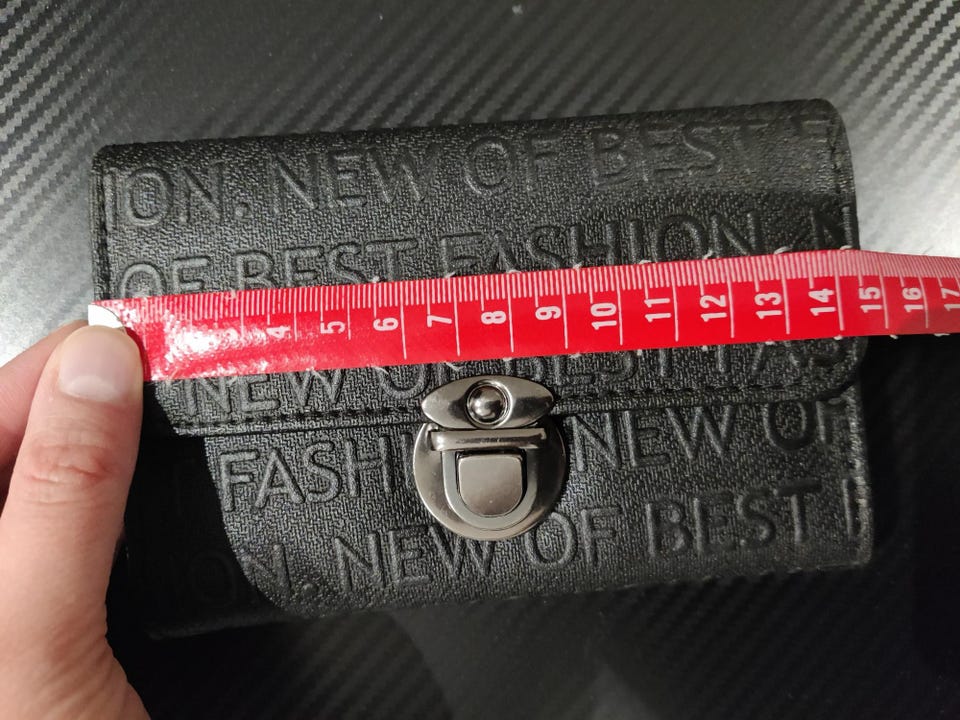 ION. NEW OF BEST F
OF BEST FASHION. N
4 5 6 7 8 9 10 11 12 13 14 15 16 17
NEW OF BEST FAS
FASHI NEW OF
ION. NEW OF BEST